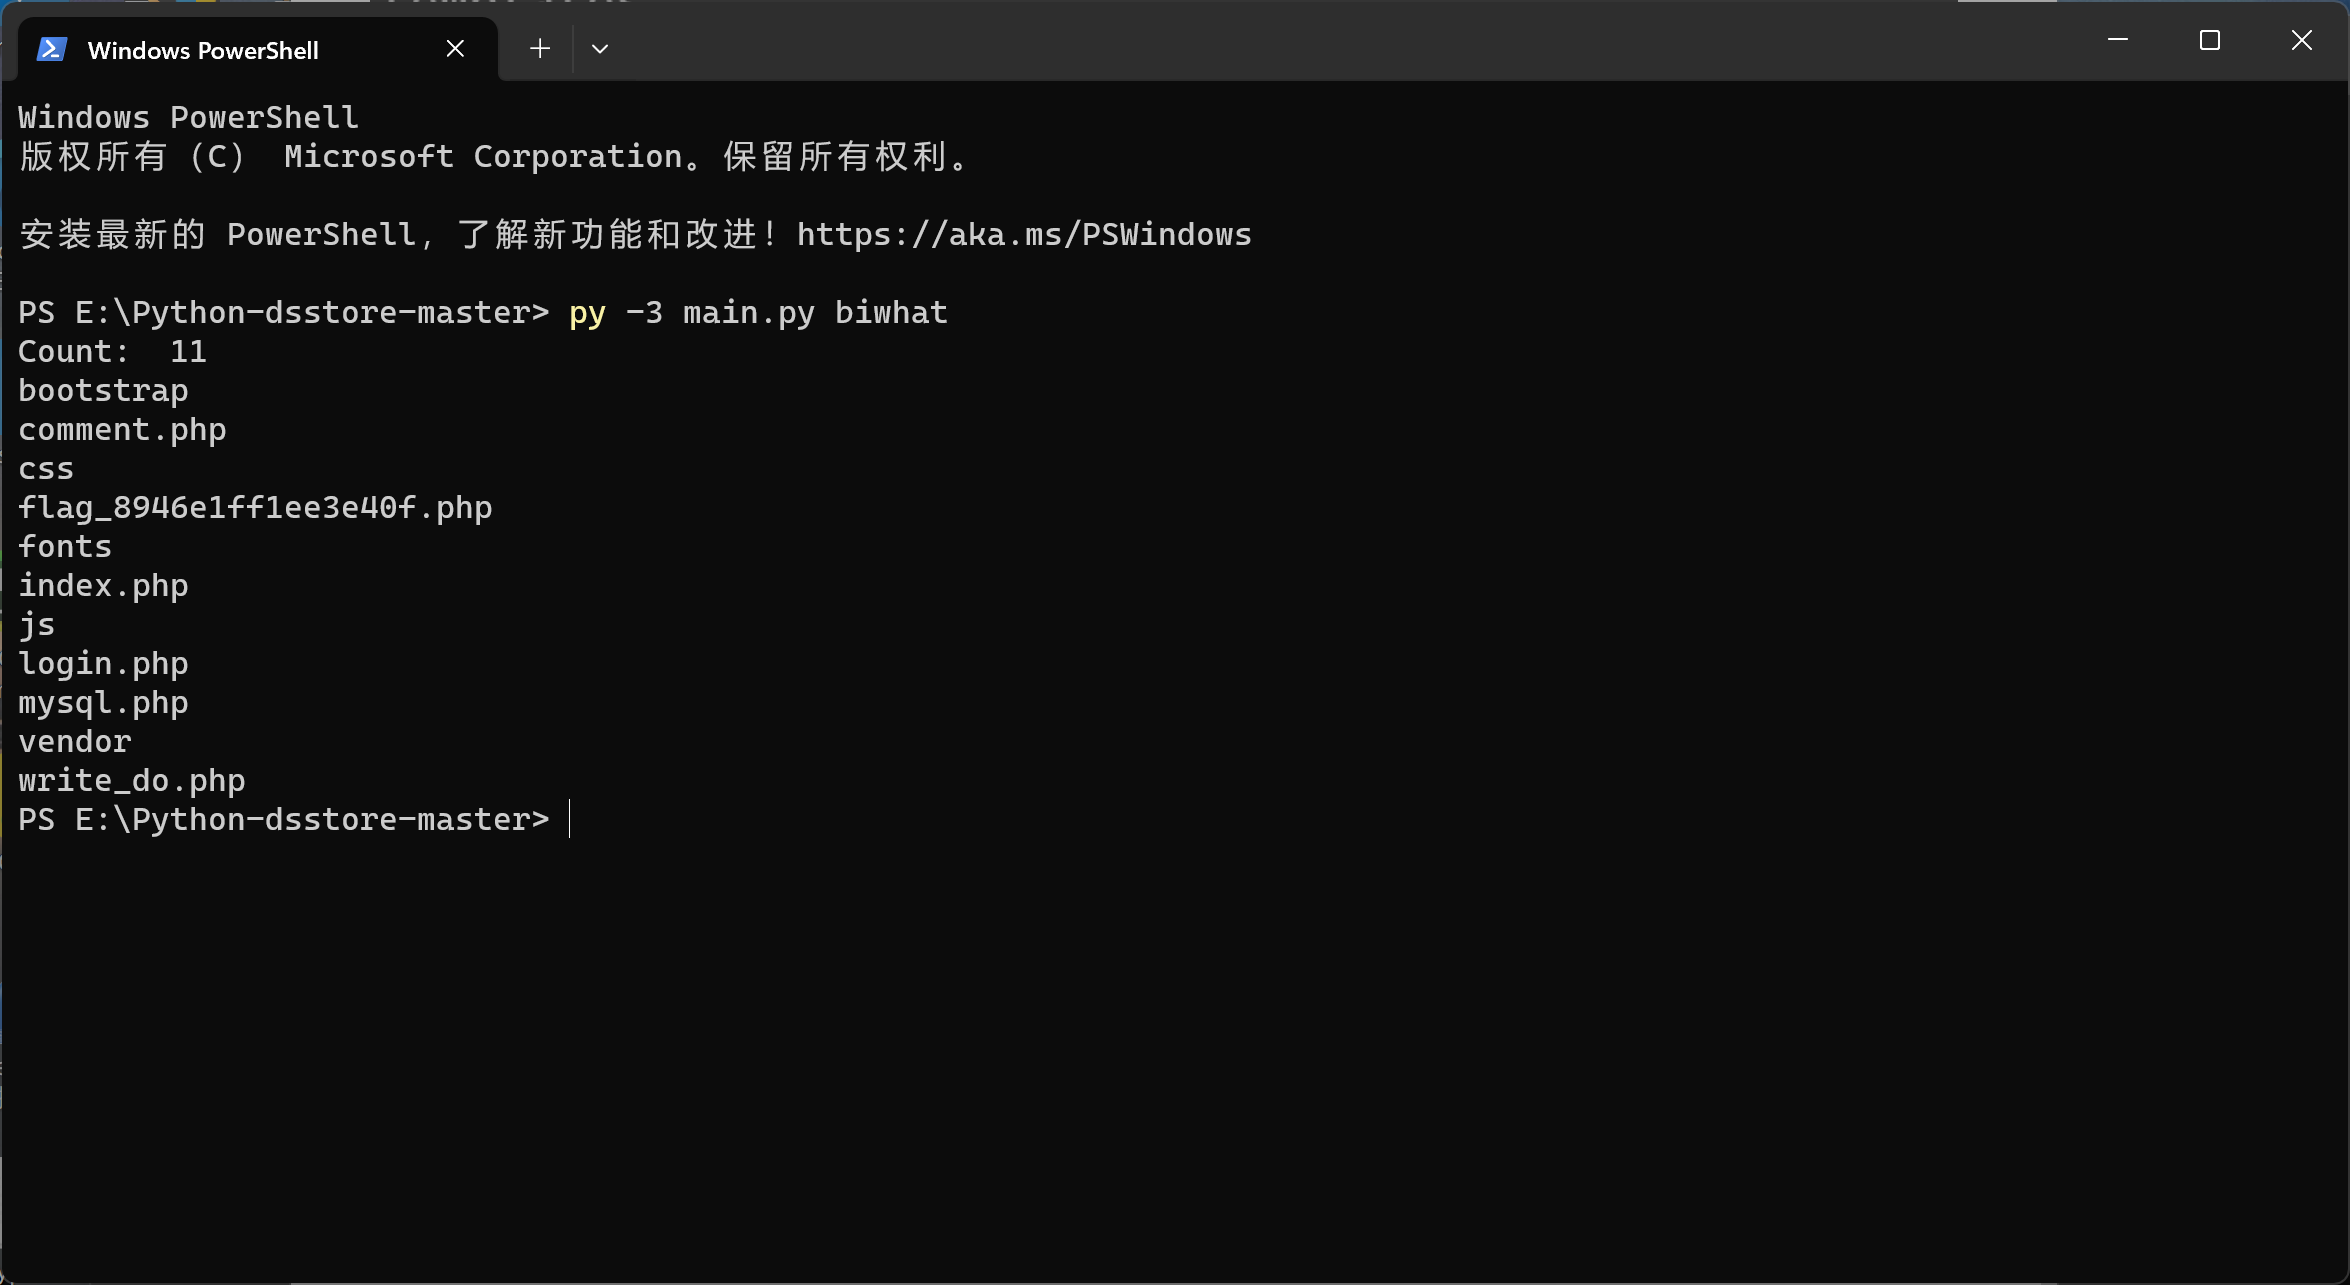 Windows PowerShell
Windows PowerShell
版权所有（C） Microsoft Corporation。保留所有权利。
安装最新的 PowerShell，了解新功能和改进！https://aka.ms/PSWindows
PS E:\Python-dsstore-master> py -3 main.py biwhat
Count:  11
bootstrap
comment.php
css
flag_8946e1ff1ee3e40f.php
fonts
index.php
js
login.php
mysql.php
vendor
write_do.php
PS E:\Python-dsstore-master>